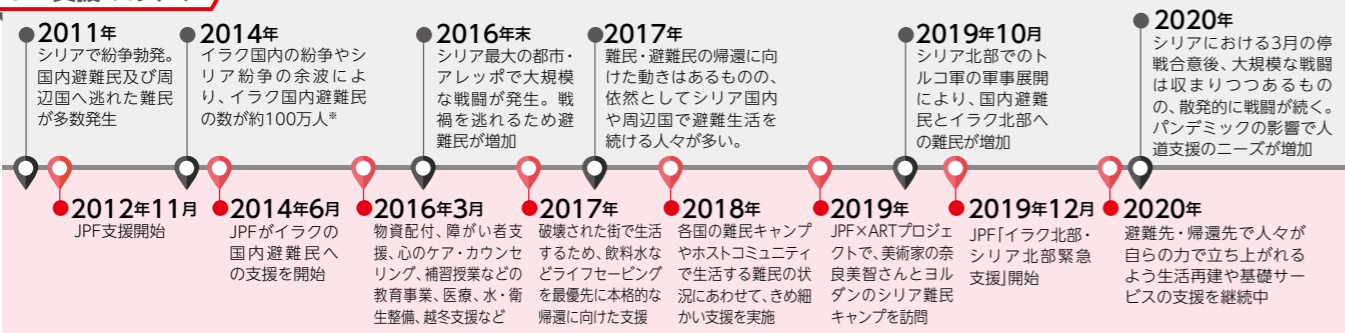 2011年
シリアで紛争勃発。
国内避難民及び周
辺国へ逃れた難民
が多数発生
2014年
イラク国内の紛争やシ
リア紛争の余波によ
り、イラク国内避難民
の数が約100万人※
2016年末
シリア最大の都市・
アレッポで大規模
な戦闘が発生。戦
禍を逃れるため避
難民が増加
2017年
難民・避難民の帰還に向
けた動きはあるものの、
依然としてシリア国内
や周辺国で避難生活を
続ける人々が多い。
2019年10月
シリア北部でのト
ルコ軍の軍事展開
により、国内避難
民とイラク北部へ
の難民が増加
2020年
シリアにおける3月の停
戦合意後、大規模な戦闘
は収まりつつあるもの
の、散発的に戦闘が続く。
パンデミックの影響で人
道支援のニーズが増加
2012年11月
JPF支援開始
2014年6月
JPFがイラクの
国内避難民へ
の支援を開始
2016年3月
物資配付、障がい者支
援、心のケア・カウンセ
リング、補習授業などの
教育事業、医療、水・衛
生整備、越冬支援など
2017年
破壊された街で生活
するため、飲料水な
どライフセービング
を最優先に本格的な
帰還に向けた支援
2018年
各国の難民キャンプ
やホストコミュニティ
で生活する難民の状
況にあわせて、きめ細
かい支援を実施
2019年
JPF×ARTプロジェ
クトで、美術家の奈
良美智さんとヨル
ダンのシリア難民
キャンプを訪問
2019年12月
JPF「イラク北部・
シリア北部緊急
支援」開始
2020年
避難先・帰還先で人々が
自らの力で立ち上がれる
よう生活再建や基礎サー
ビスの支援を継続中